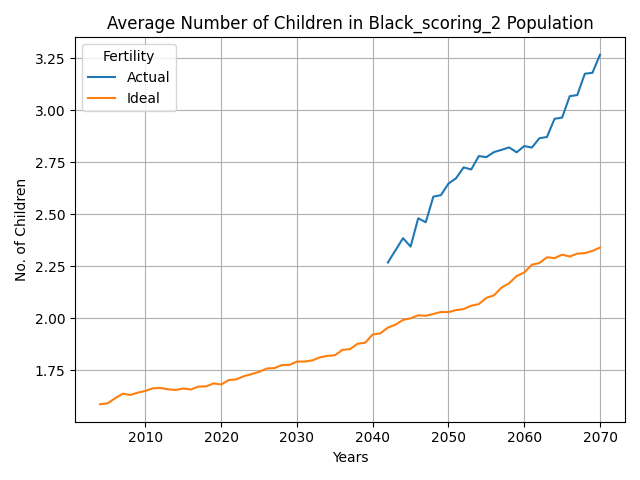 Average Number of Children in Black_scoring_2 Population
Fertility
Actual
Ideal
No. of Children
3.25
3.00
2.75
2.50
2.25
2.00
1.75
2010 2020 2030 2040 2050 2060 2070
Years